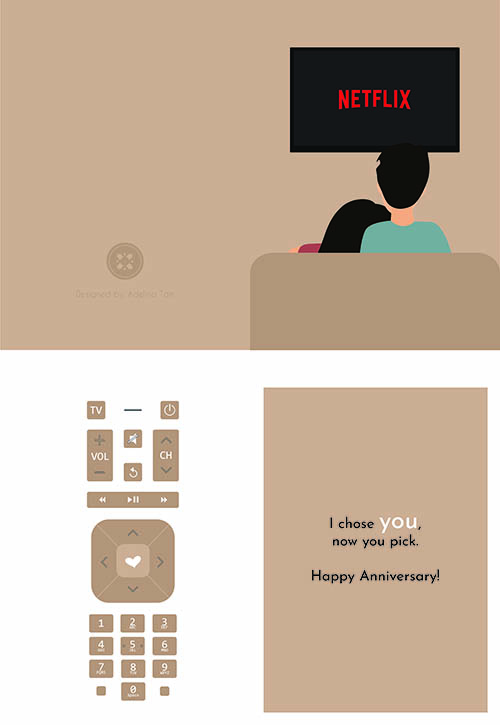 NETFLIX
Designed by Adelina Tan
TV
VOL
CH
1 2 3
4 5 6
7 8 9
0
I chose you,
now you pick.
Happy Anniversary!